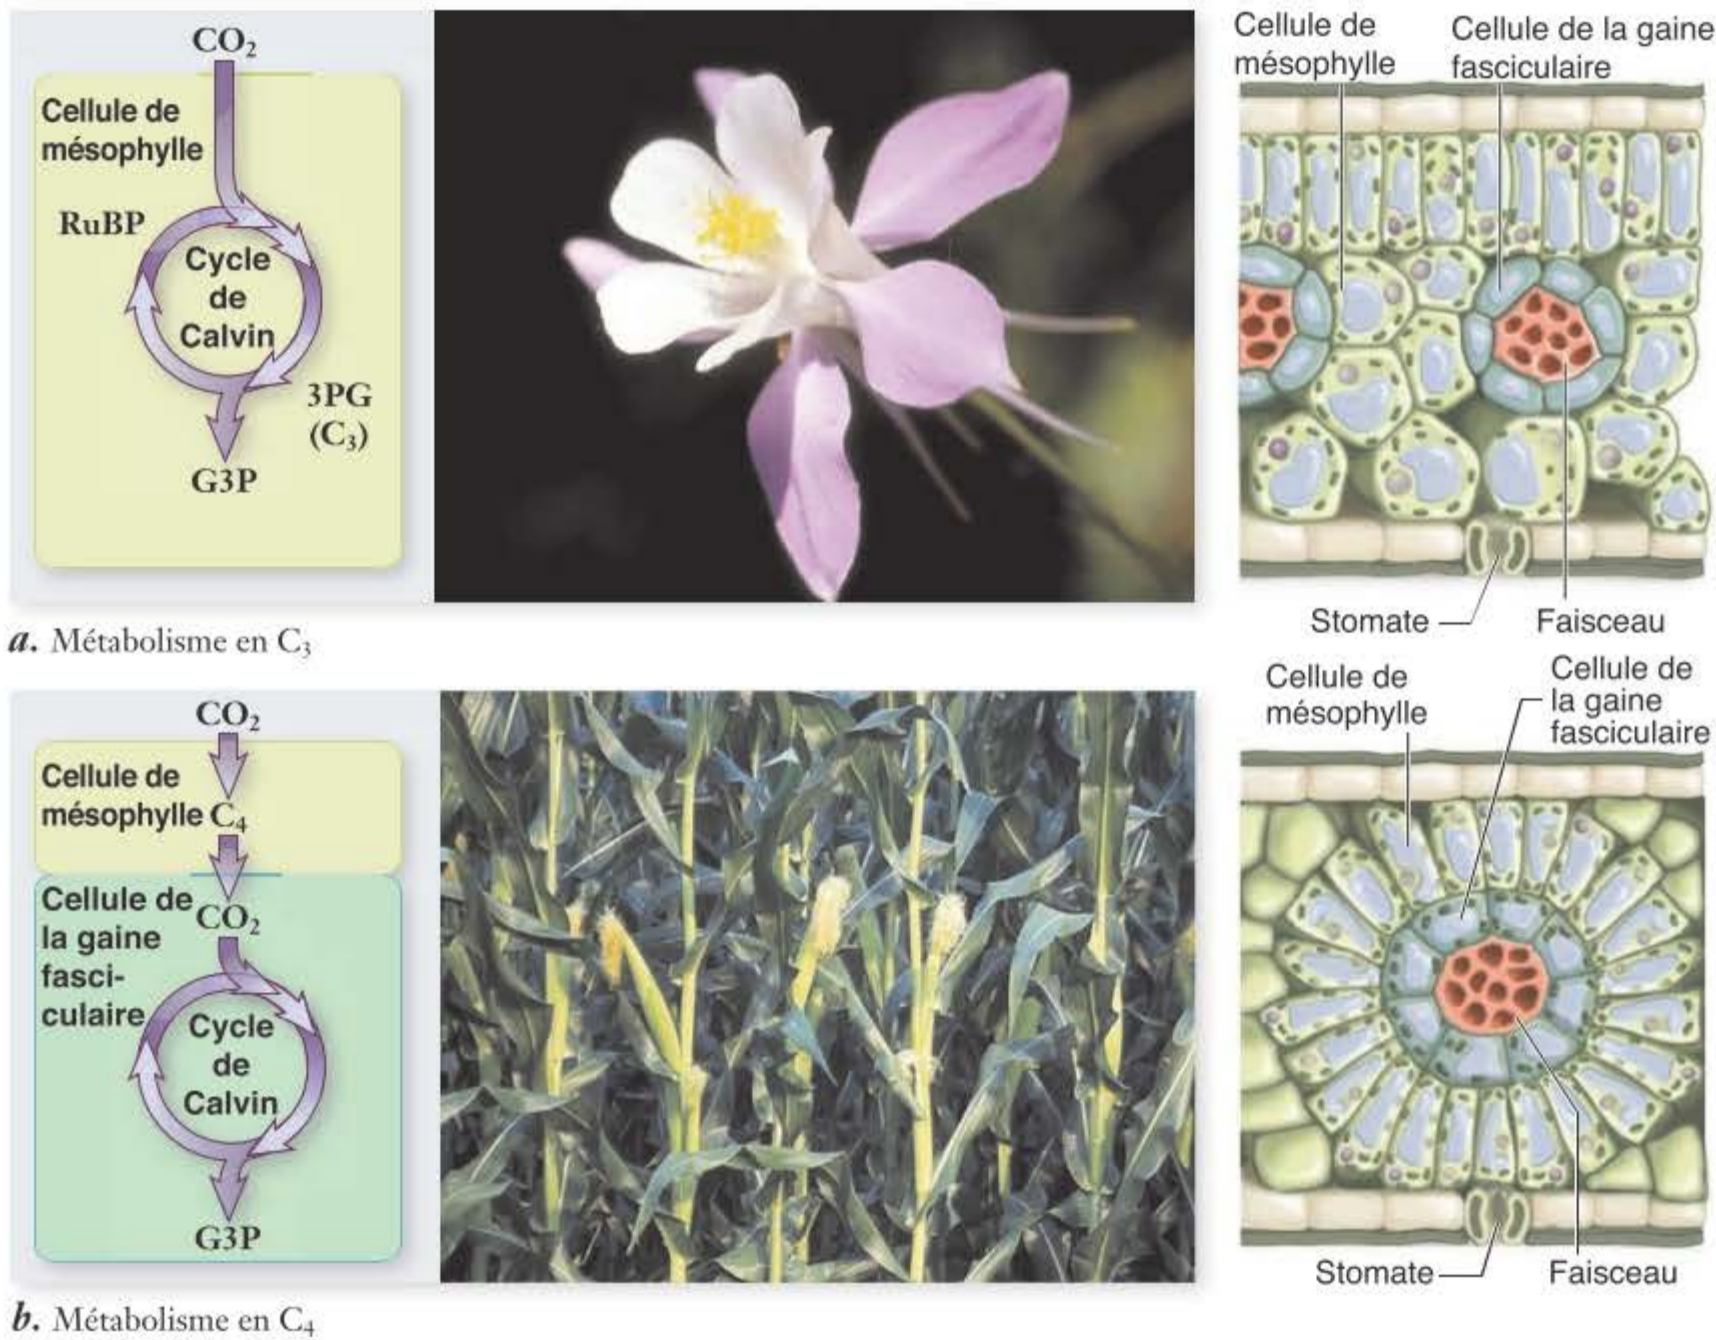 CO₂
Cellule de
mésophylle
RuBP
Cycle
de
Calvin
3PG
(C₃)
G3P
Cellule de
mésophylle
Cellule de la gaine
fasciculaire
Stomate
Faisceau
a. Métabolisme en C₃
CO₂
Cellule de
mésophylle C₄
Cellule de
la gaine
fasci-
culaire
CO₂
Cycle
de
Calvin
G3P
Cellule de
mésophylle
Cellule de
la gaine
fasciculaire
Stomate
Faisceau
b. Métabolisme en C₄